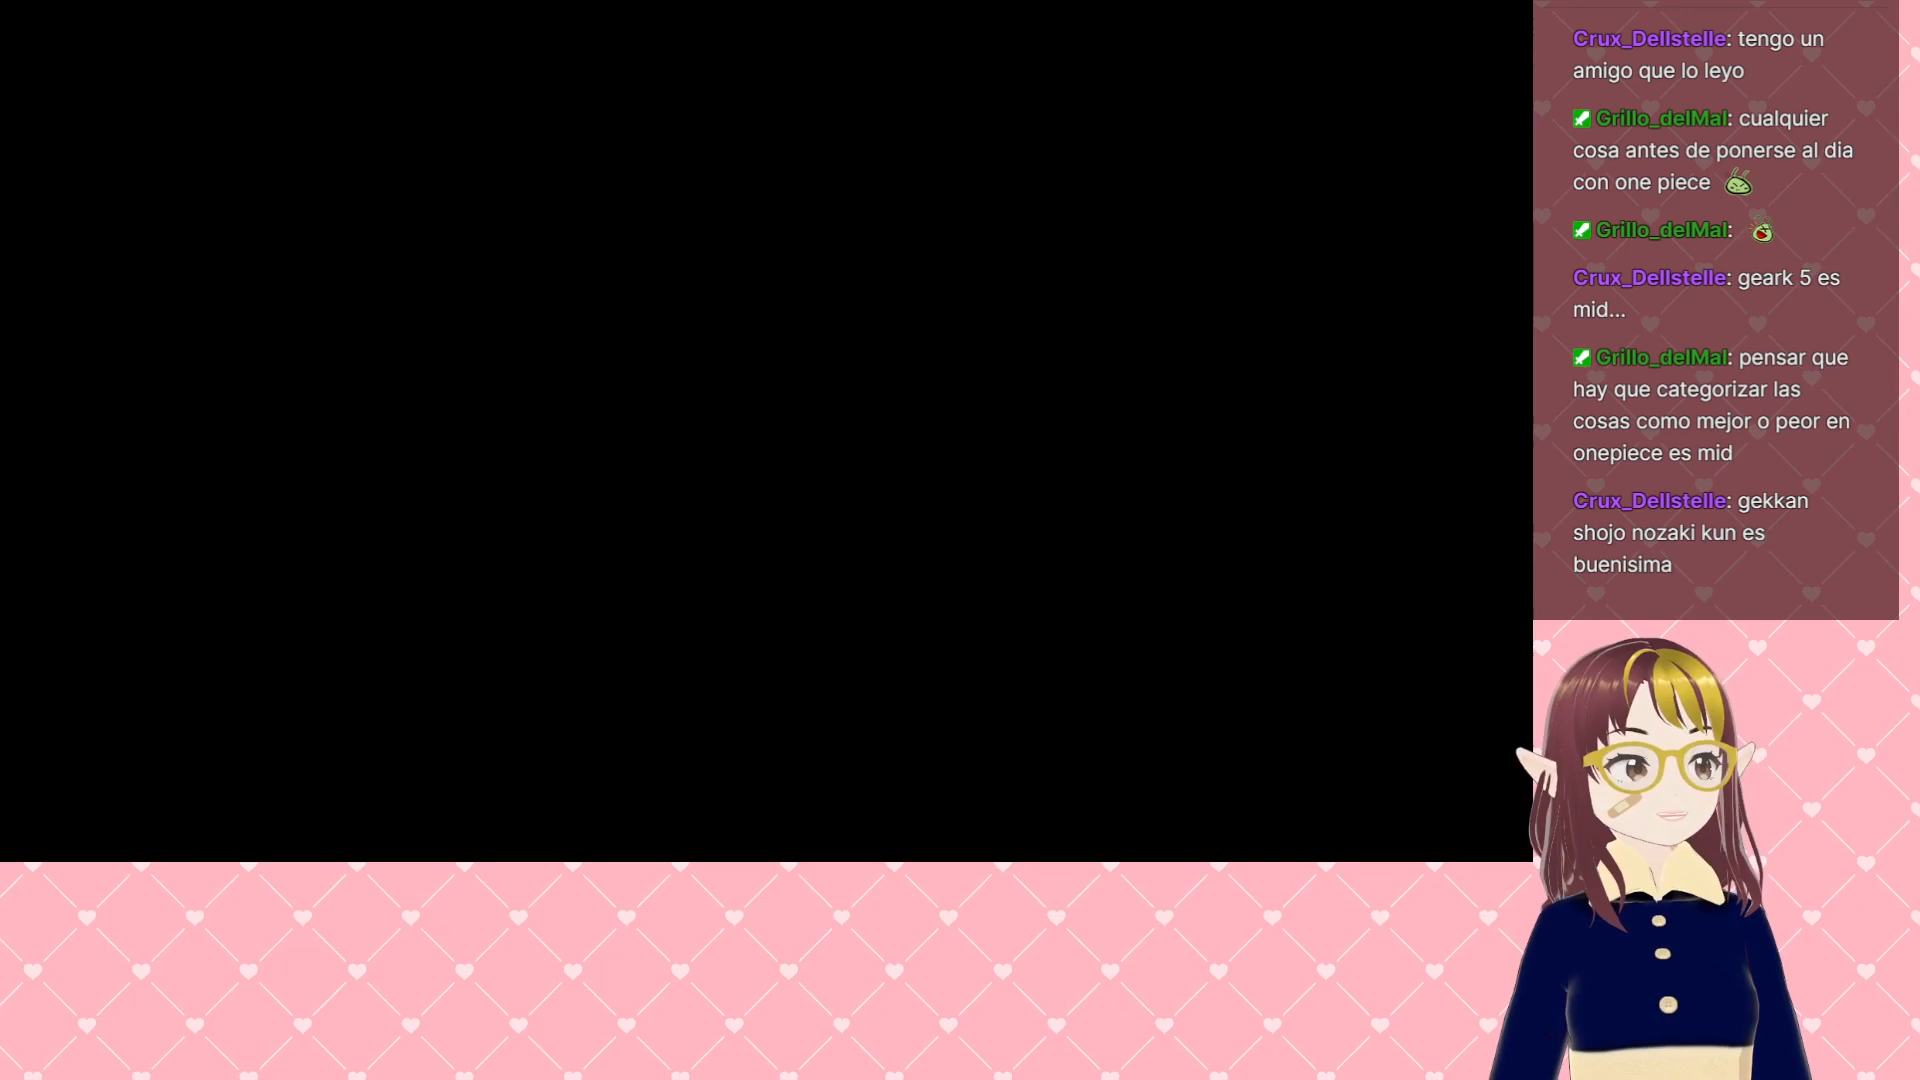 Crux_Dellstelle: tengo un
amigo que lo leyo
Grillo_delMal: cualquier
cosa antes de ponerse al dia
con one piece
Grillo_delMal:
Crux_Dellstelle: geark 5 es
mid...
Grillo_delMal: pensar que
hay que categorizar las
cosas como mejor o peor en
onepiece es mid
Crux_Dellstelle: gekkan
shojo nozaki kun es
buenisima